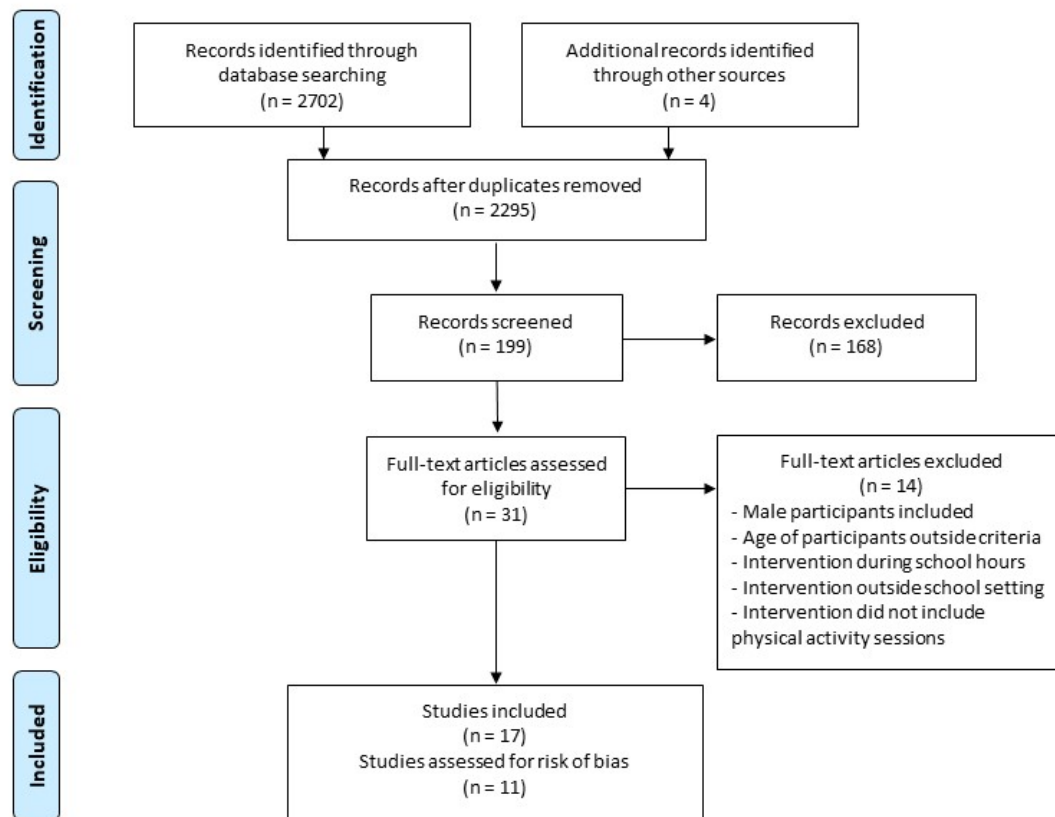 Identification
Records identified through
database searching
(n = 2702)
Additional records identified
through other sources
(n = 4)
Records after duplicates removed
(n = 2295)
Screening
Records screened
(n = 199)
Records excluded
(n = 168)
Eligibility
Full-text articles assessed
for eligibility
(n = 31)
Full-text articles excluded
(n = 14)
- Male participants included
- Age of participants outside criteria
- Intervention during school hours
- Intervention outside school setting
- Intervention did not include
physical activity sessions
Included
Studies included
(n = 17)
Studies assessed for risk of bias
(n = 11)